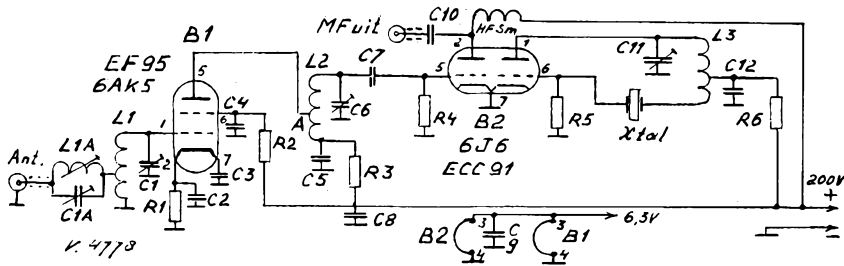 MFuit
C10
HFSm
2
1
L3
C11
C12
R6
B1
EF95
6AK5
5
L2
C7
5
6
7
B2
6J6
ECC91
R4
R5
Xtal
C4
6
L1
1
L1A
Ant.
C1A
C1
2
7
C3
C2
R1
R2
A
C6
C5
R3
C8
200V
+
–
6,3V
B2
3
4
C
9
3
4
B1
V. 4778